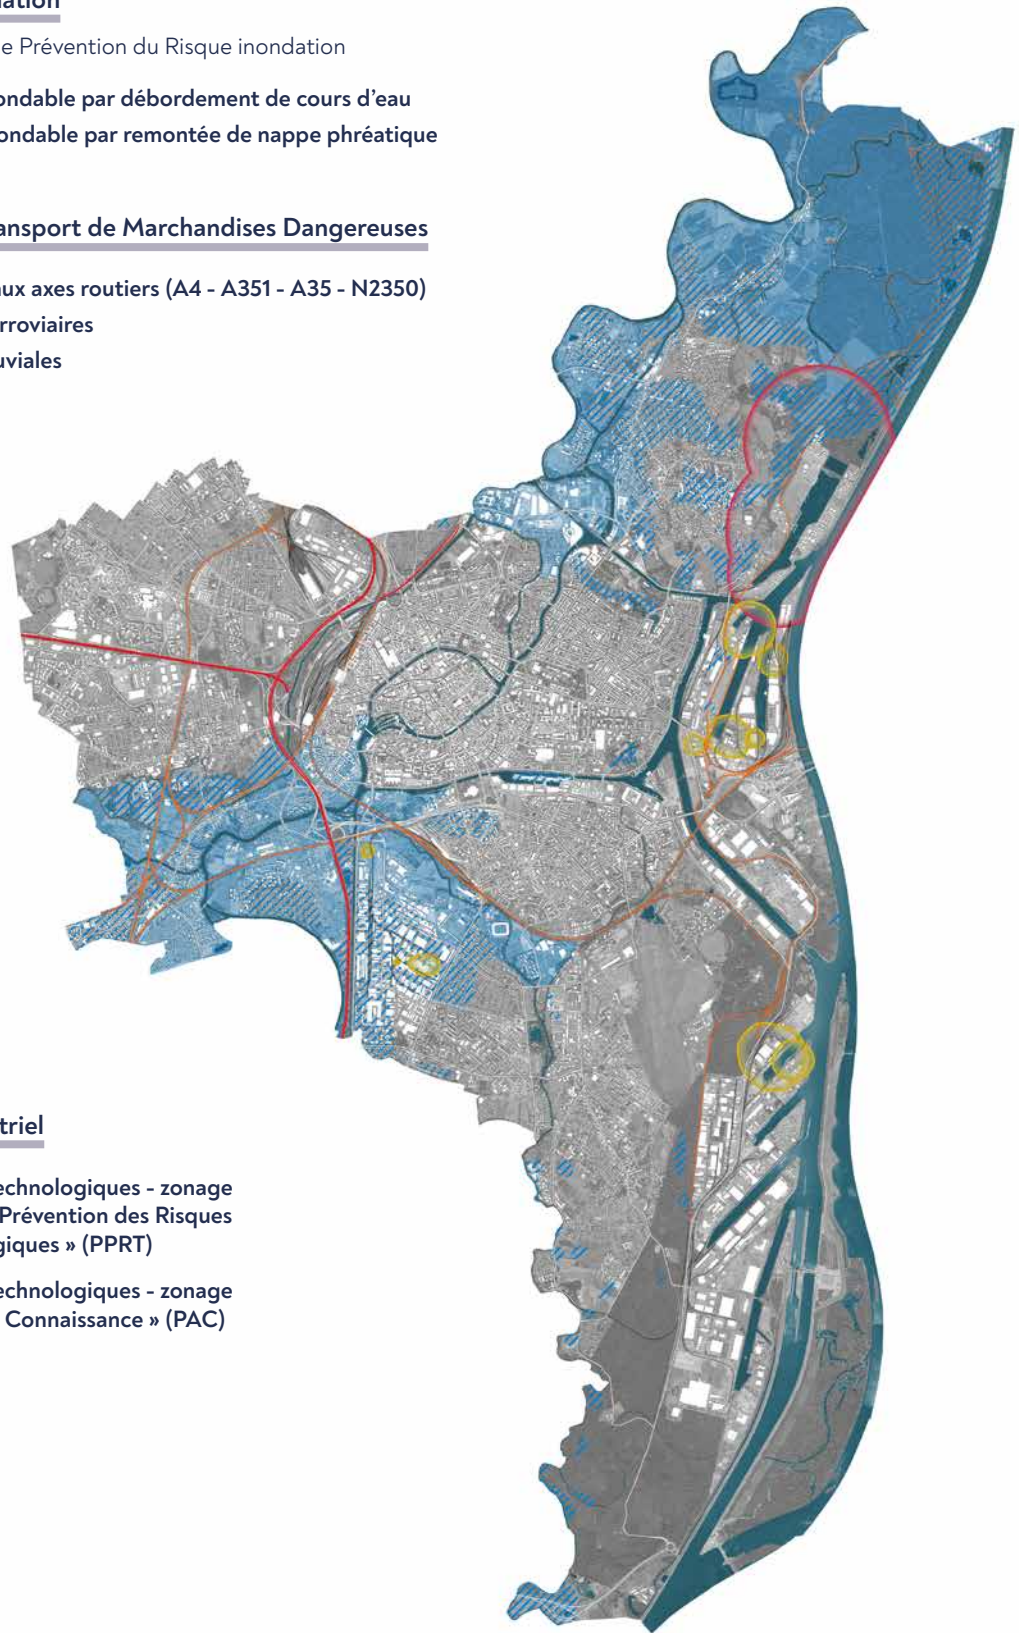 ation
e Prévention du Risque inondation
ondable par débordement de cours d'eau
ondable par remontée de nappe phréatique
ansport de Marchandises Dangereuses
aux axes routiers (A4 - A351 - A35 - N2350)
erroviaires
uviales
triel
echnologiques - zonage
Prévention des Risques
giques » (PPRT)
echnologiques - zonage
Connaissance » (PAC)